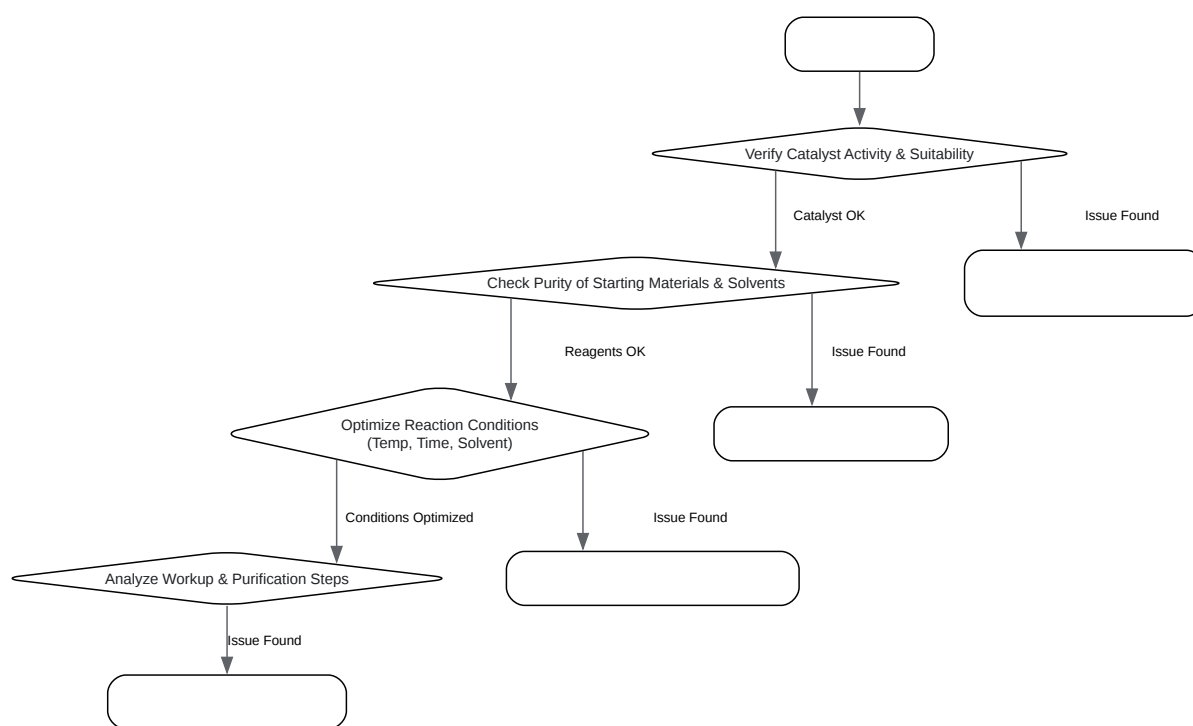 Verify Catalyst Activity & Suitability
Catalyst OK
Issue Found
Check Purity of Starting Materials & Solvents
Reagents OK
Issue Found
Optimize Reaction Conditions
(Temp, Time, Solvent)
Conditions Optimized
Issue Found
Analyze Workup & Purification Steps
Issue Found